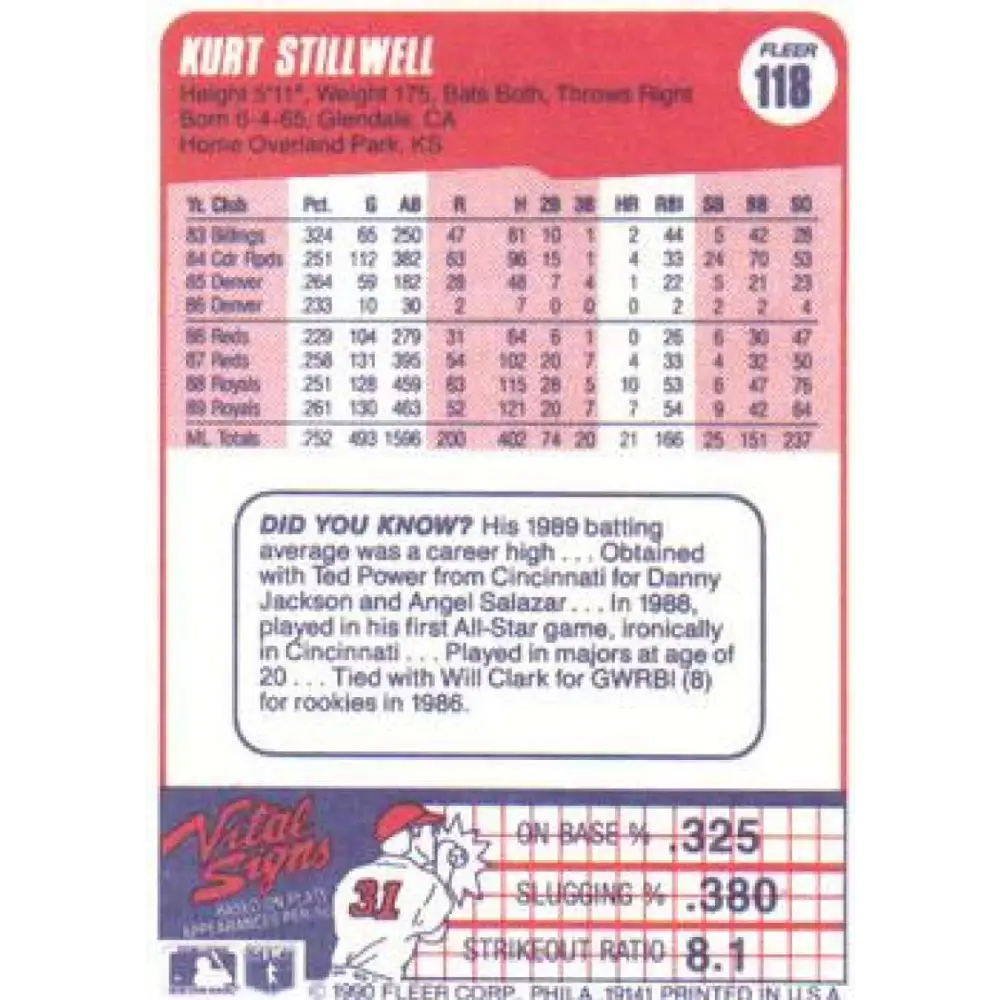 KURT STILLWELL
FLEER
118
Height 5'11", Weight 175, Bats Both, Throws Right
Born 6-4-65, Glendale, CA
Home Overland Park, KS
Yr. Club Pct. G AB R H 2B 3B HR RBI SB BB SO
83 Billings .324 65 250 47 81 10 1 2 44 5 42 28
84 Cdr Rpds .251 112 382 63 96 15 1 4 33 24 70 53
85 Denver .264 59 182 28 48 7 4 1 22 5 21 23
86 Denver .233 10 30 2 7 0 0 0 2 2 2 4
86 Reds .229 104 279 31 64 6 1 0 26 6 30 47
87 Reds .258 131 395 54 102 20 7 4 33 4 32 50
88 Royals .251 128 459 63 115 28 5 10 53 6 47 76
89 Royals .261 130 463 52 121 20 7 7 54 9 42 64
ML Totals .252 493 1596 200 402 74 20 21 166 25 151 237
DID YOU KNOW? His 1989 batting
average was a career high . . . Obtained
with Ted Power from Cincinnati for Danny
Jackson and Angel Salazar . . . In 1988,
played in his first All-Star game, ironically
in Cincinnati . . . Played in majors at age of
20 . . . Tied with Will Clark for GWRBI (8)
for rookies in 1986.
Vital
Signs
BASED ON PLATE
APPEARANCES PER
31
ON BASE % .325
SLUGGING % .380
STRIKEOUT RATIO 8.1
© 1990 FLEER CORP., PHILA. 19141 PRINTED IN U.S.A.